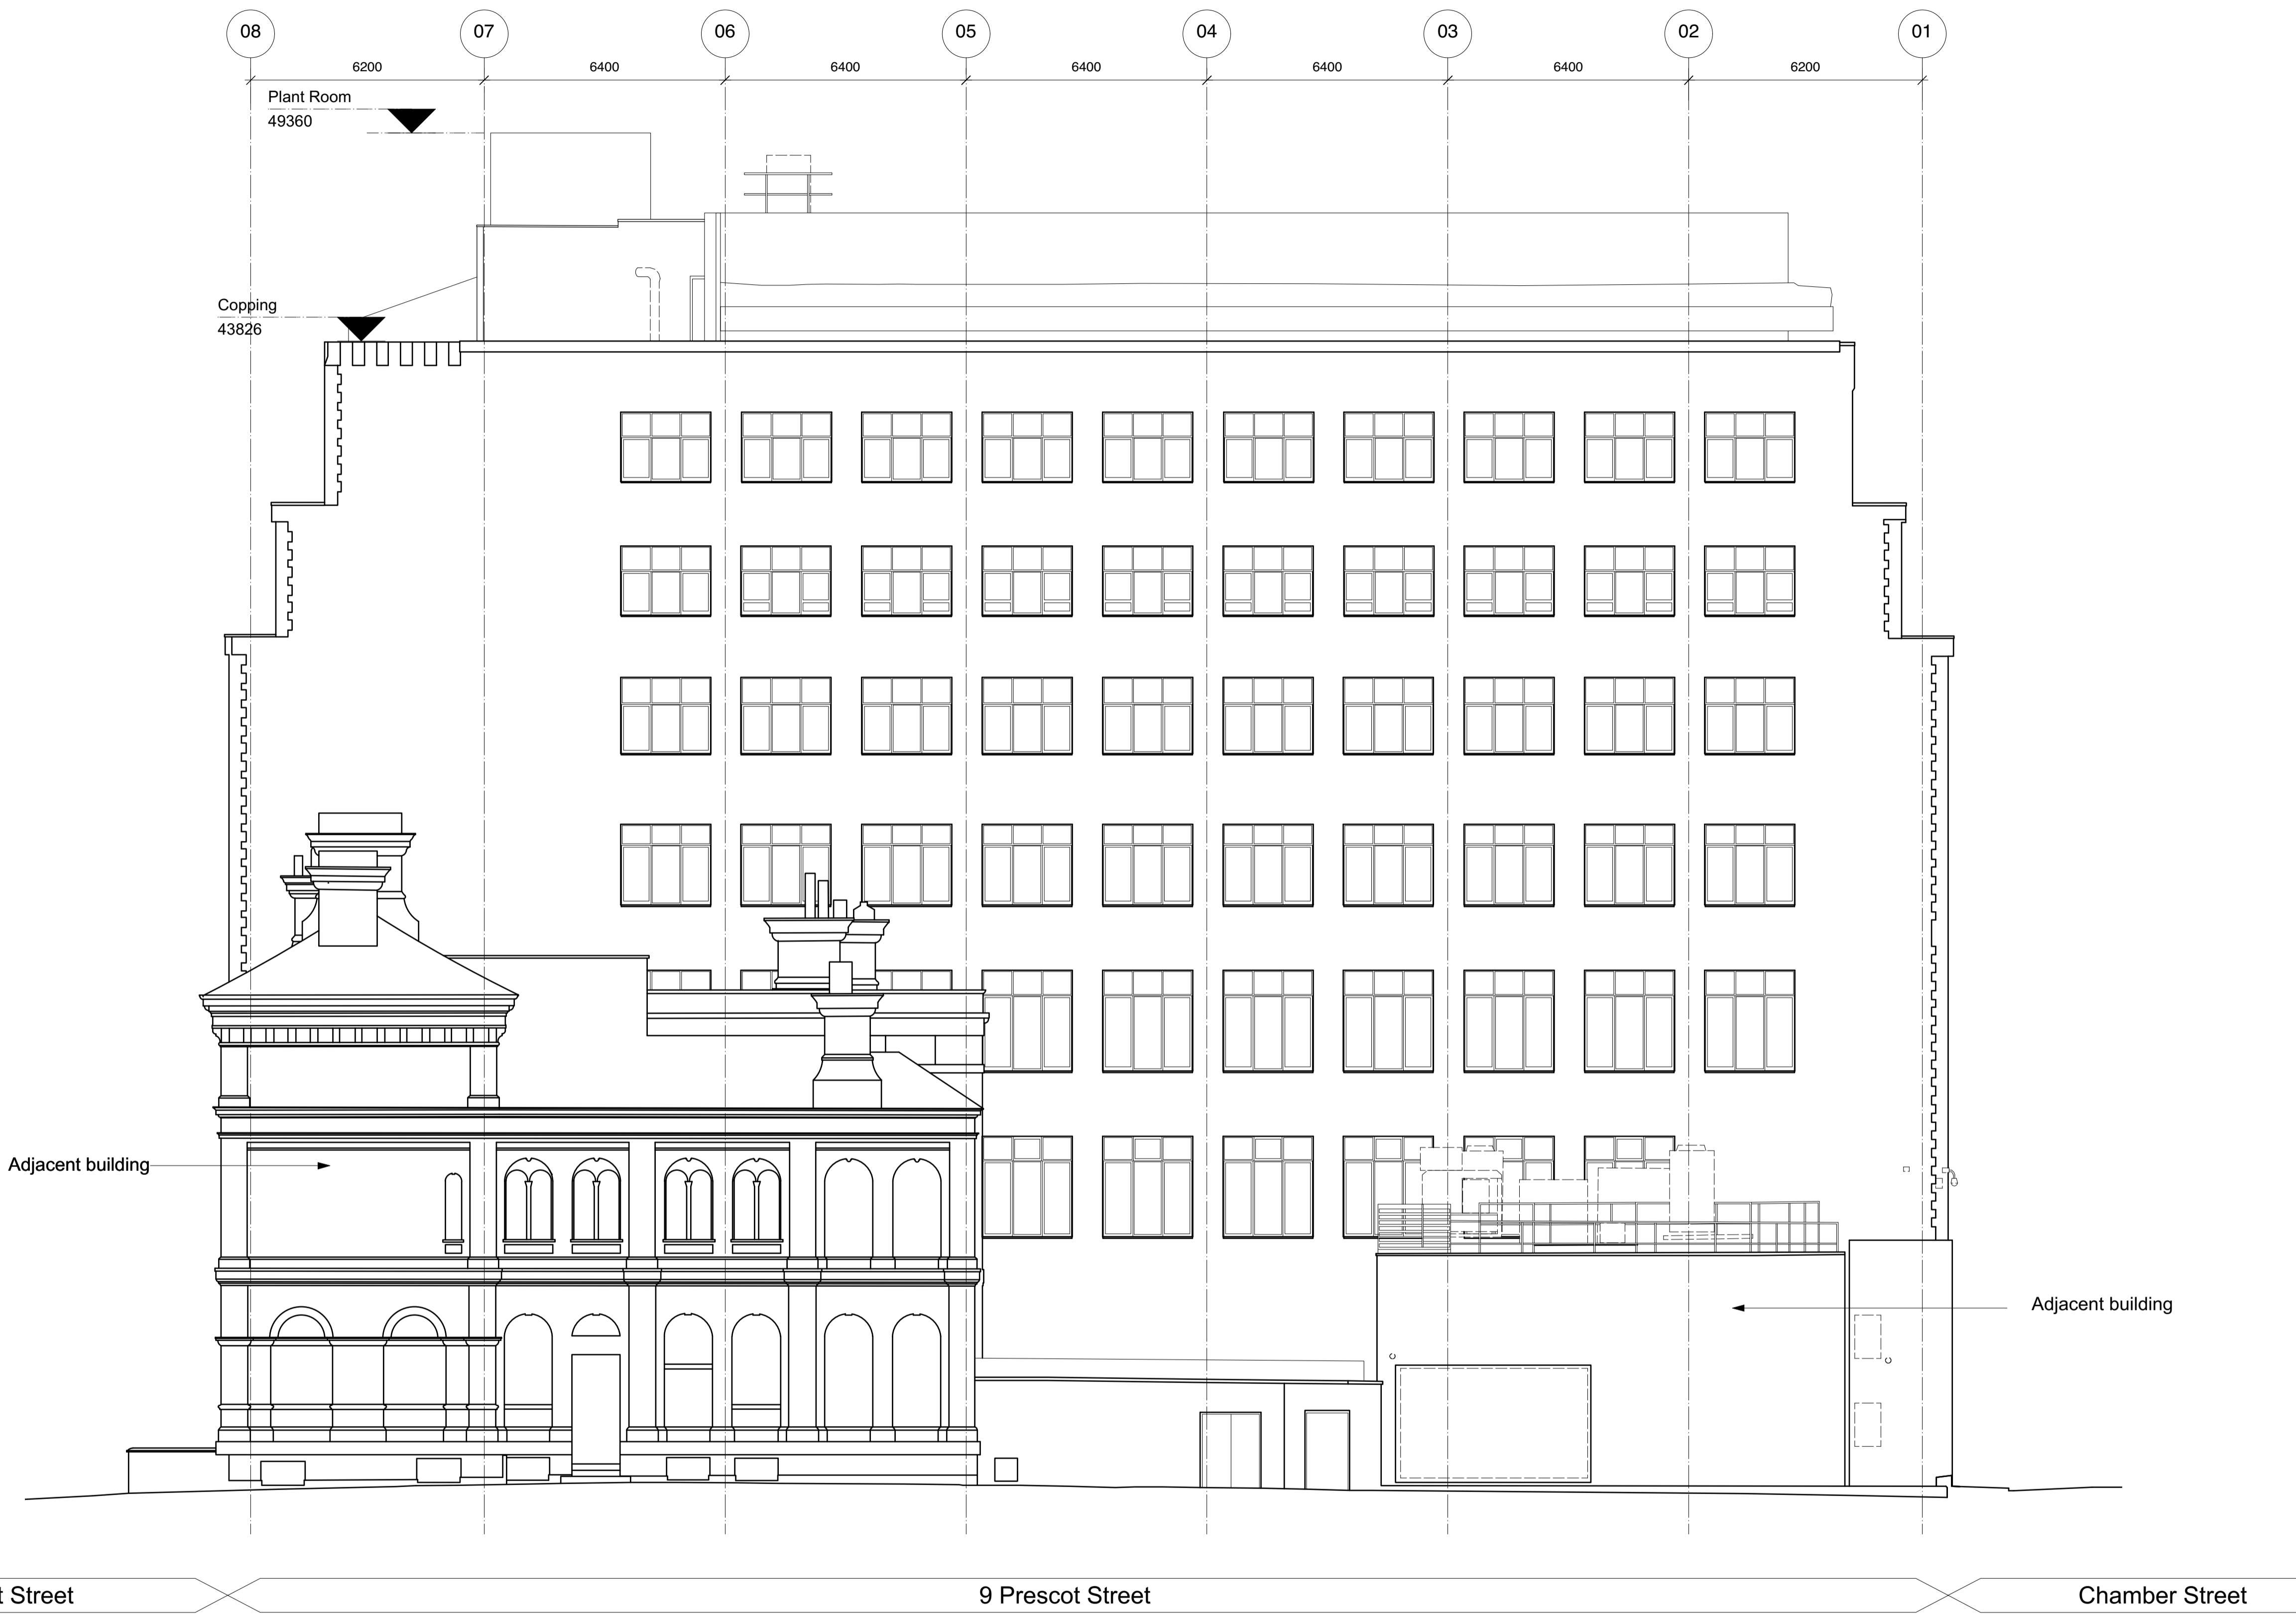 08 07 06 05 04 03 02 01
6200 6400 6400 6400 6400 6400 6200
Plant Room
49360
Copping
43826
Adjacent building
Adjacent building
t Street 9 Prescot Street Chamber Street